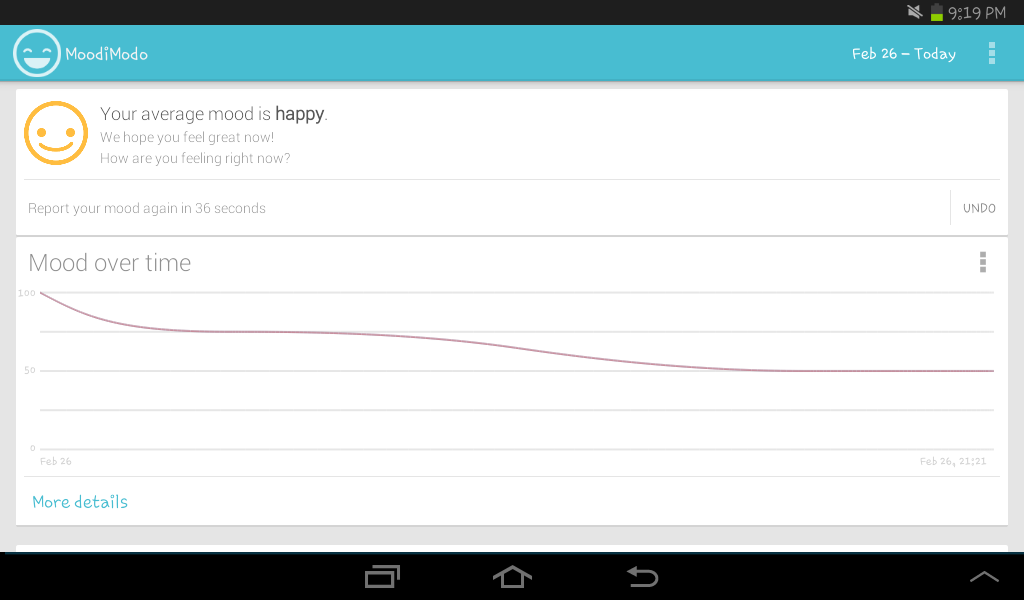 9:19 PM
MoodiModo
Feb 26 – Today
Your average mood is happy.
We hope you feel great now!
How are you feeling right now?
Report your mood again in 36 seconds
UNDO
Mood over time
100
50
0
Feb 26
Feb 26, 21:21
More details